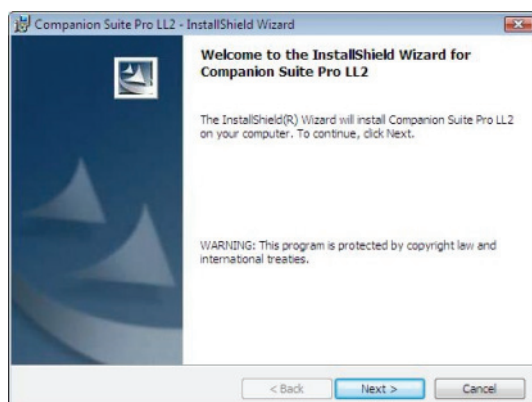 Companion Suite Pro LL2 - InstallShield Wizard
Welcome to the InstallShield Wizard for
Companion Suite Pro LL2
The InstallShield(R) Wizard will install Companion Suite Pro LL2
on your computer. To continue, click Next.
WARNING: This program is protected by copyright law and
international treaties.
< Back
Next >
Cancel